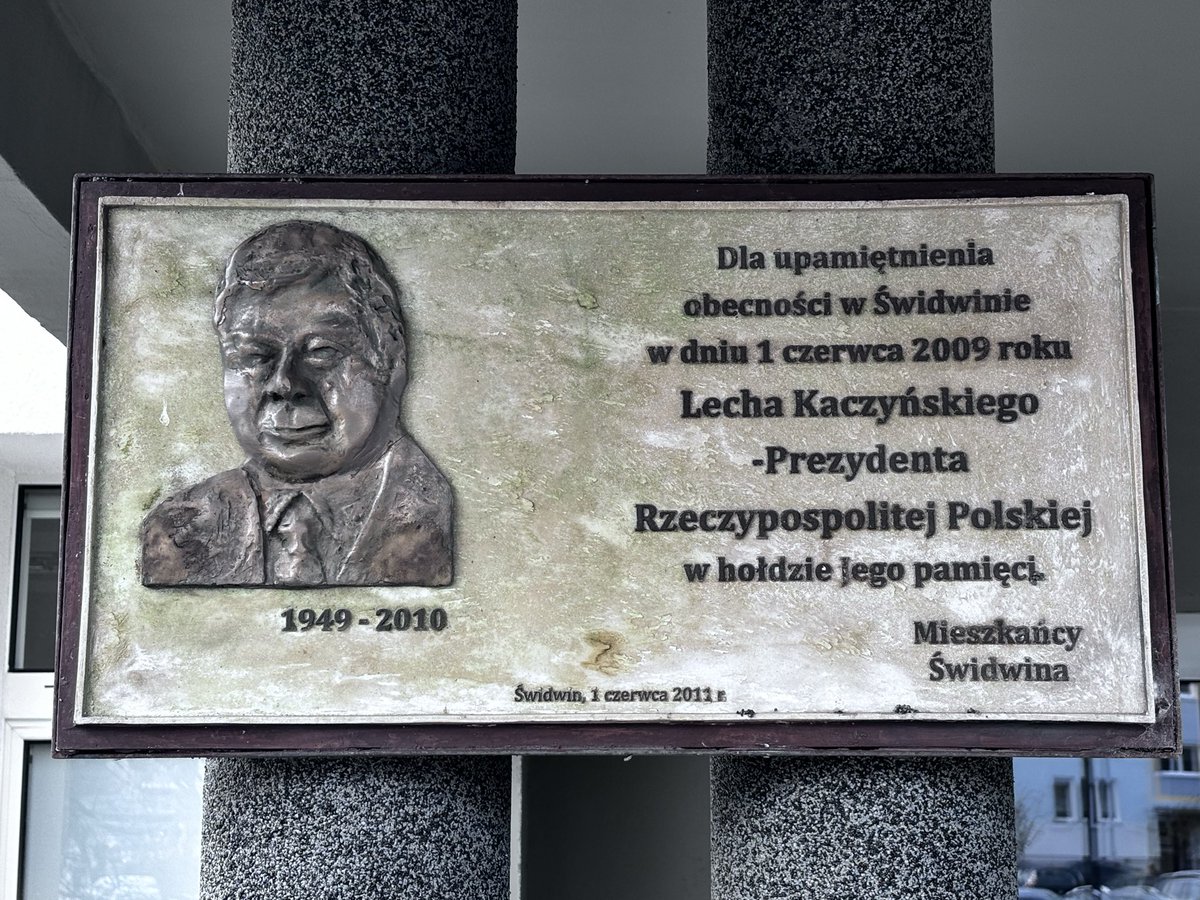 Dla upamiętnienia
obecności w Świdwinie
w dniu 1 czerwca 2009 roku
Lecha Kaczyńskiego
-Prezydenta
Rzeczypospolitej Polskiej
w hołdzie Jego pamięci.
Mieszkańcy
Świdwina
1949 - 2010
Świdwin, 1 czerwca 2011 r.